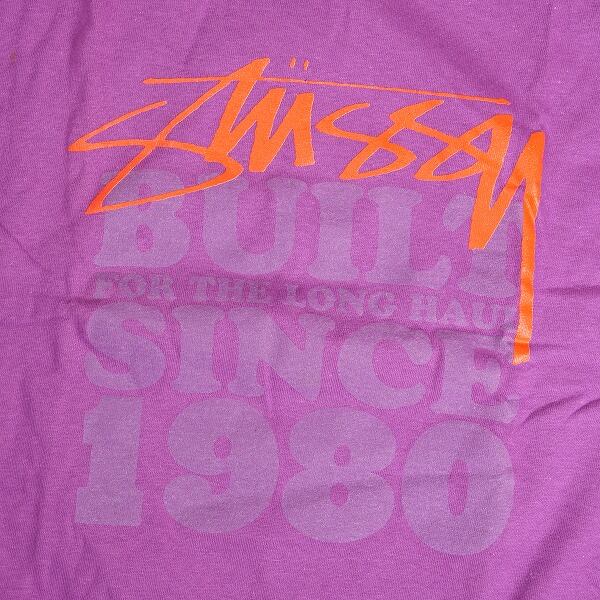 Stüssy
BUILT
FOR THE LONG HAUL
SINCE
1980